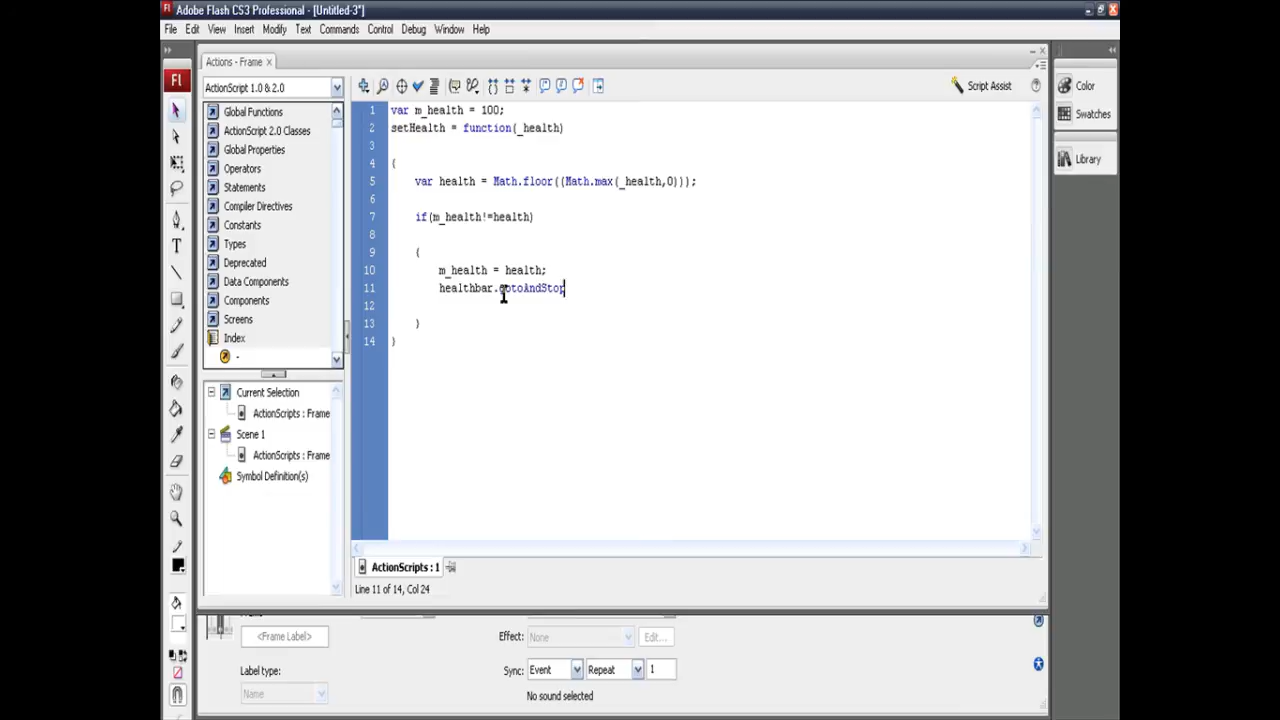 Adobe Flash CS3 Professional - [Untitled-3*]
File Edit View Insert Modify Text Commands Control Debug Window Help
Actions - Frame ×
ActionScript 1.0 & 2.0
Script Assist
Global Functions
ActionScript 2.0 Classes
Global Properties
Operators
Statements
Compiler Directives
Constants
Types
Deprecated
Data Components
Components
Screens
Index
-
Current Selection
ActionScripts : Frame
Scene 1
ActionScripts : Frame
Symbol Definition(s)
1 var m_health = 100;
2 setHealth = function(_health)
3
4 {
5 var health = Math.floor((Math.max(_health,0)));
6
7 if(m_health!=health)
8
9 {
10 m_health = health;
11 healthbar.gotoAndStop
12
13 }
14 }
ActionScripts : 1
Line 11 of 14, Col 24
Color
Swatches
Library
<Frame Label>
Label type:
Name
Effect: None Edit...
Sync: Event Repeat 1
No sound selected